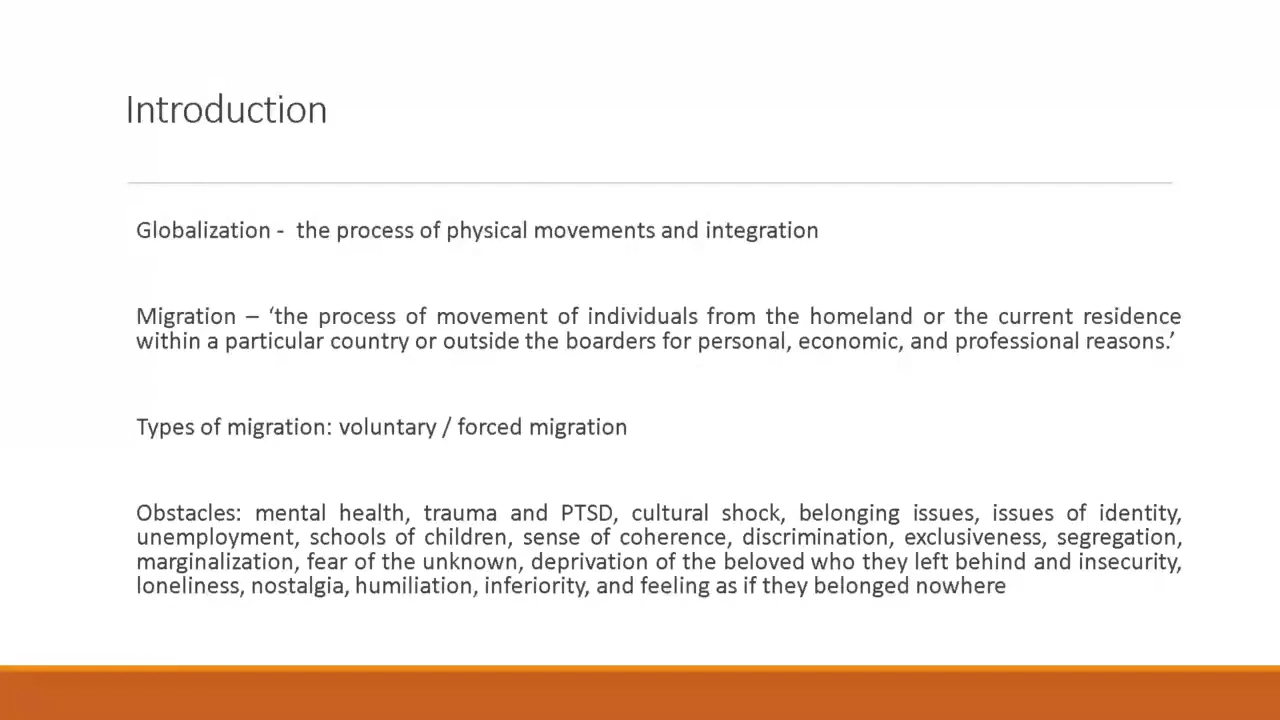 Introduction
Globalization -  the process of physical movements and integration
Migration – ‘the process of movement of individuals from the homeland or the current residence
within a particular country or outside the boarders for personal, economic, and professional reasons.’
Types of migration: voluntary / forced migration
Obstacles: mental health, trauma and PTSD, cultural shock, belonging issues, issues of identity,
unemployment, schools of children, sense of coherence, discrimination, exclusiveness, segregation,
marginalization, fear of the unknown, deprivation of the beloved who they left behind and insecurity,
loneliness, nostalgia, humiliation, inferiority, and feeling as if they belonged nowhere